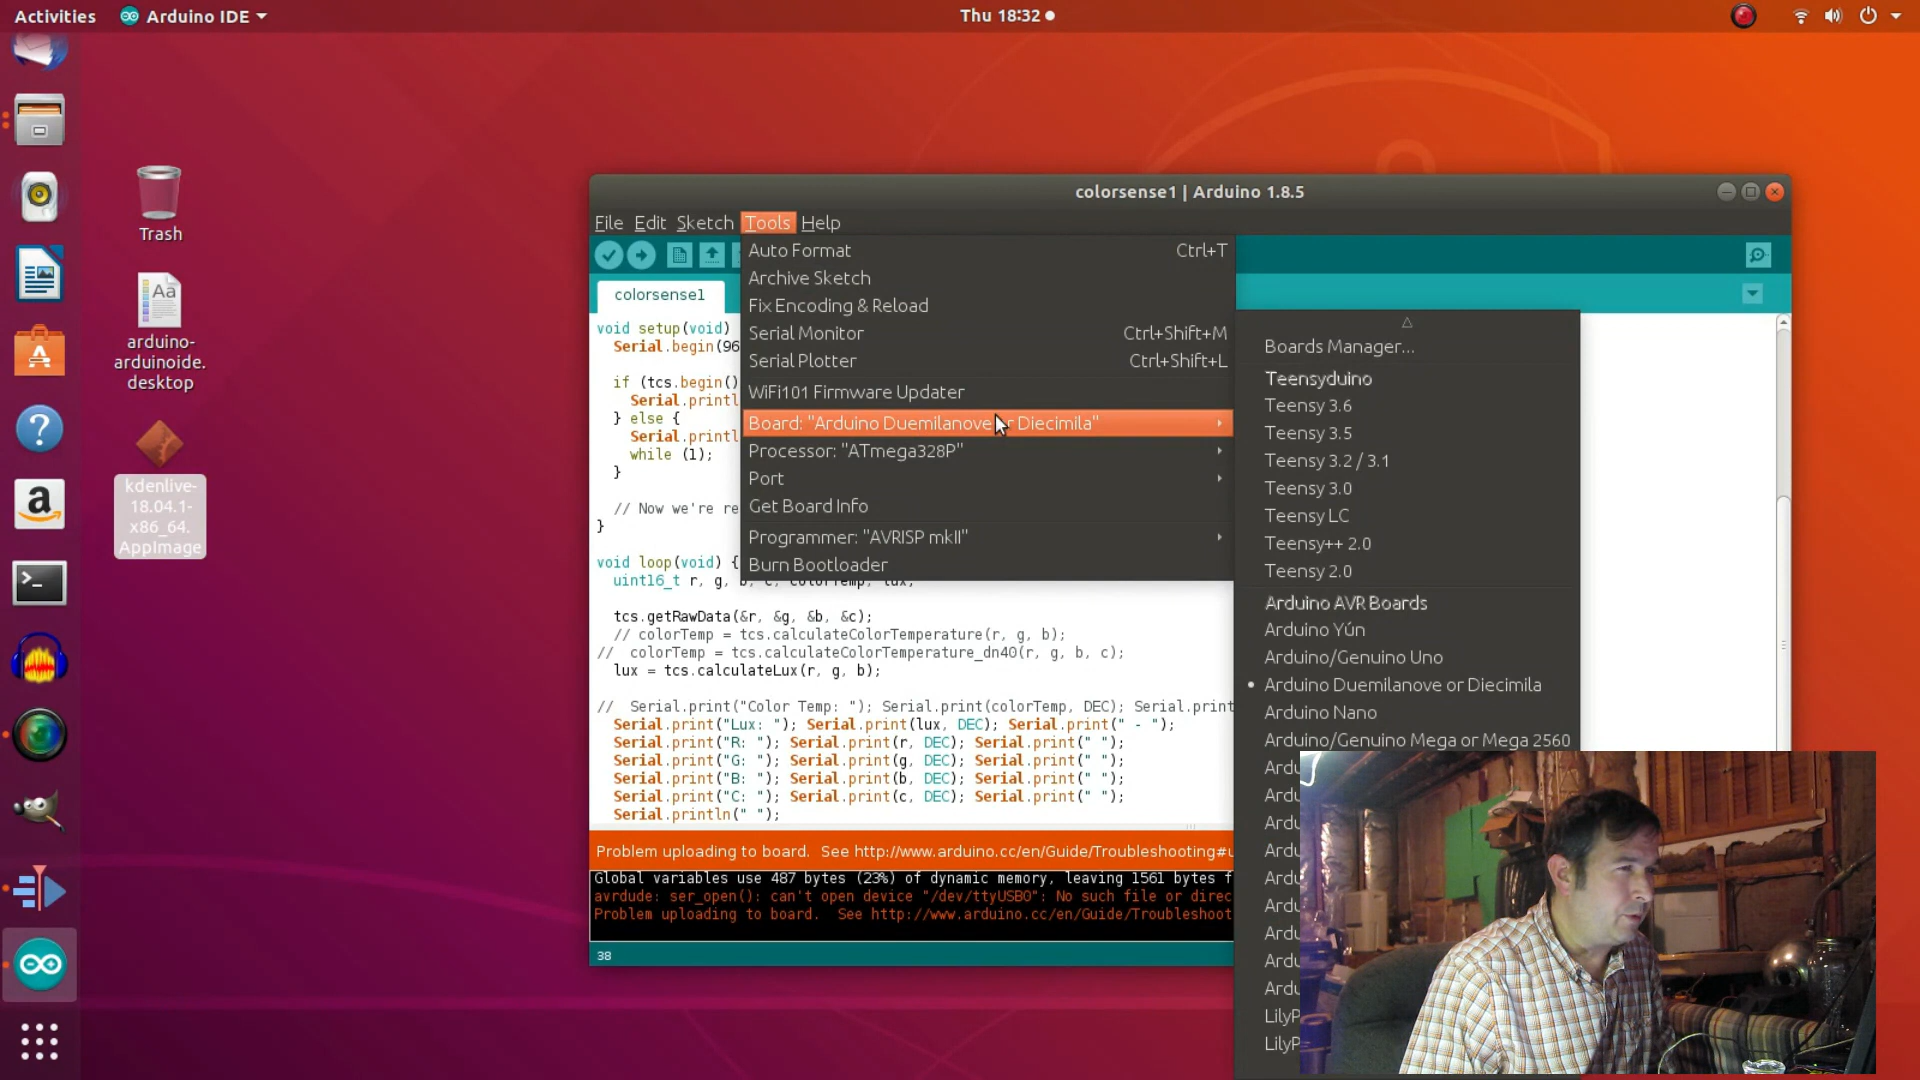 Activities
Arduino IDE
Thu 18:32
Trash
Aa
arduino-
arduinoide.
desktop
kdenlive-
18.04.1-
x86_64.
AppImage
colorsense1 | Arduino 1.8.5
File Edit Sketch Tools Help
colorsense1
Auto Format Ctrl+T
Archive Sketch
Fix Encoding & Reload
Serial Monitor Ctrl+Shift+M
Serial Plotter Ctrl+Shift+L
WiFi101 Firmware Updater
Board: "Arduino Duemilanove or Diecimila"
Processor: "ATmega328P"
Port
Get Board Info
Programmer: "AVRISP mkII"
Burn Bootloader
Boards Manager...
Teensyduino
Teensy 3.6
Teensy 3.5
Teensy 3.2 / 3.1
Teensy 3.0
Teensy LC
Teensy++ 2.0
Teensy 2.0
Arduino AVR Boards
Arduino Yún
Arduino/Genuino Uno
Arduino Duemilanove or Diecimila
Arduino Nano
Arduino/Genuino Mega or Mega 2560
void setup(void)
Serial.begin(96
if (tcs.begin()
Serial.printl
} else {
Serial.printl
while (1);
}
// Now we're re
}
void loop(void) {
uint16_t r, g, b, c, colorTemp, lux;
tcs.getRawData(&r, &g, &b, &c);
// colorTemp = tcs.calculateColorTemperature(r, g, b);
// colorTemp = tcs.calculateColorTemperature_dn40(r, g, b, c);
lux = tcs.calculateLux(r, g, b);
// Serial.print("Color Temp: "); Serial.print(colorTemp, DEC); Serial.print
Serial.print("Lux: "); Serial.print(lux, DEC); Serial.print(" - ");
Serial.print("R: "); Serial.print(r, DEC); Serial.print(" ");
Serial.print("G: "); Serial.print(g, DEC); Serial.print(" ");
Serial.print("B: "); Serial.print(b, DEC); Serial.print(" ");
Serial.print("C: "); Serial.print(c, DEC); Serial.print(" ");
Serial.println(" ");
Problem uploading to board. See http://www.arduino.cc/en/Guide/Troubleshooting#u
Global variables use 487 bytes (23%) of dynamic memory, leaving 1561 bytes f
avrdude: ser_open(): can't open device "/dev/ttyUSB0": No such file or direc
Problem uploading to board. See http://www.arduino.cc/en/Guide/Troubleshoot
38